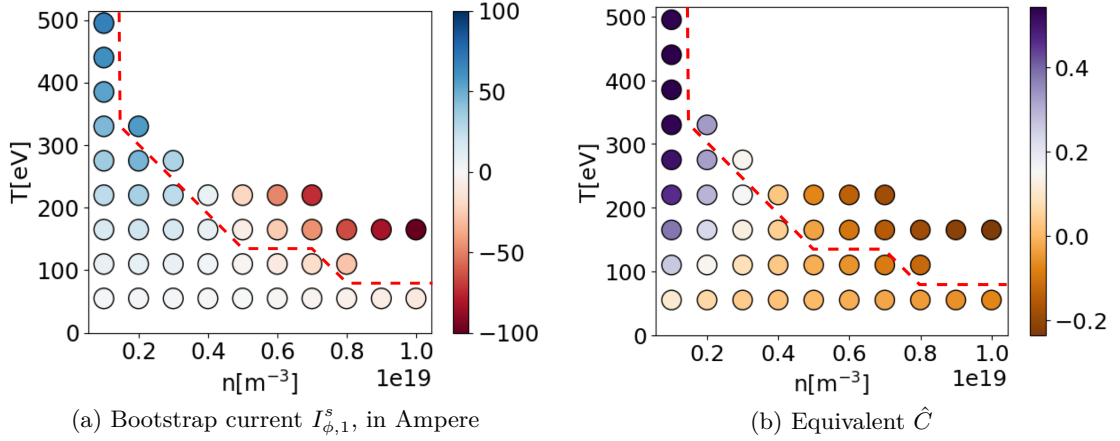 500
400
300
200
100
0
T[eV]
0.2 0.4 0.6 0.8 1.0
n[m⁻³]
1e19
100
50
0
−50
−100
(a) Bootstrap current I^s_{ϕ,1}, in Ampere
500
400
300
200
100
0
T[eV]
0.2 0.4 0.6 0.8 1.0
n[m⁻³]
1e19
0.4
0.2
0.0
−0.2
(b) Equivalent Ĉ